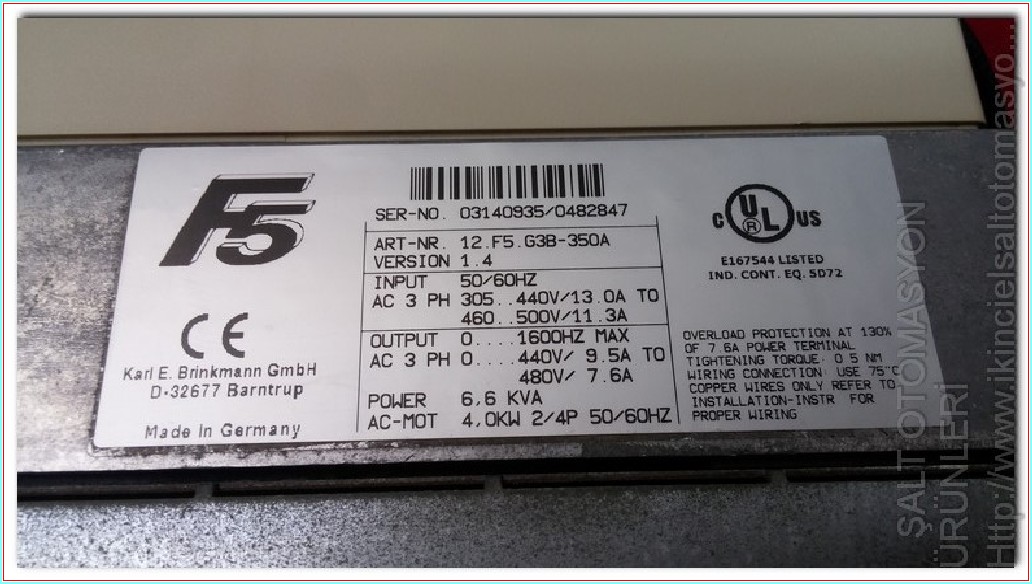 F5
SER-NO. 03140935/0482847
ART-NR. 12.F5.G3B-350A
VERSION 1.4
INPUT 50/60HZ
AC 3 PH 305..440V/13.0A TO
460..500V/11.3A
OUTPUT 0....1600HZ MAX
AC 3 PH 0....440V/ 9.5A TO
480V/ 7.6A
POWER 6,6 KVA
AC-MOT 4,0KW 2/4P 50/60HZ
CE
Karl E. Brinkmann GmbH
D-32677 Barntrup
Made in Germany
C UL US
®
E167544 LISTED
IND. CONT. EQ. 5D72
OVERLOAD PROTECTION AT 130%
OF 7.6A POWER TERMINAL
TIGHTENING TORQUE: 0.5 NM
WIRING CONNECTION: USE 75°C
COPPER WIRES ONLY REFER TO
INSTALLATION-INSTR FOR
PROPER WIRING
ŞALT OTOMASYON
ÜRÜNLERİ
Http://www.ikincielsaltotomasyo...